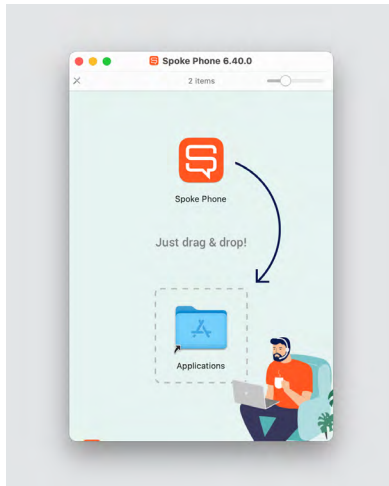 Spoke Phone 6.40.0
2 items
Spoke Phone
Just drag & drop!
Applications